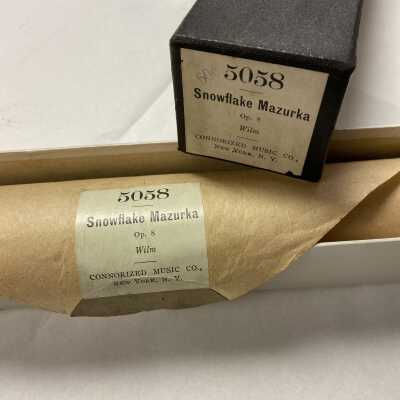 5058
Snowflake Mazurka
Op. 8
Wilm
CONNORIZED MUSIC CO.,
NEW YORK, N. Y.
5058
Snowflake Mazurka
Op. 8
Wilm
CONNORIZED MUSIC CO.,
NEW YORK, N. Y.